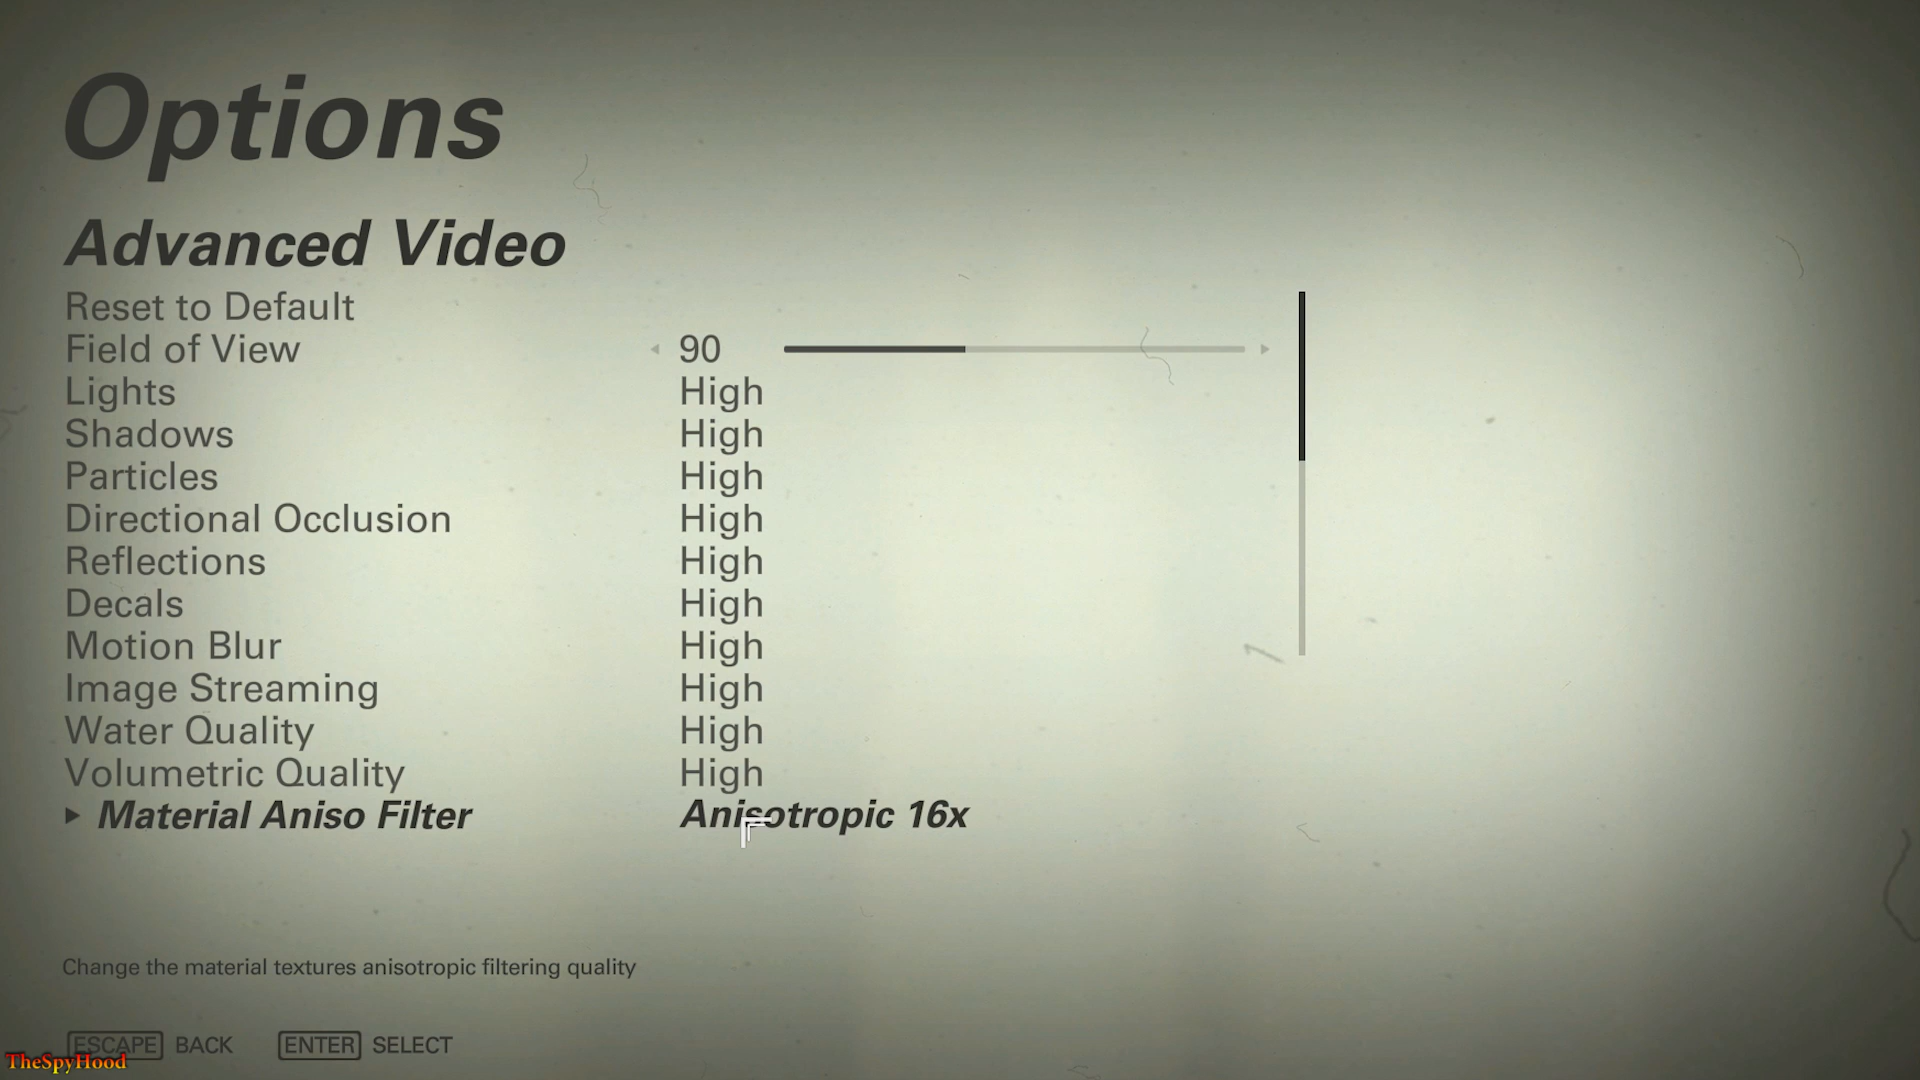 Options
Advanced Video
Reset to Default
Field of View 90
Lights High
Shadows High
Particles High
Directional Occlusion High
Reflections High
Decals High
Motion Blur High
Image Streaming High
Water Quality High
Volumetric Quality High
Material Aniso Filter Anisotropic 16x
Change the material textures anisotropic filtering quality
ESCAPE BACK ENTER SELECT
TheSpyHood